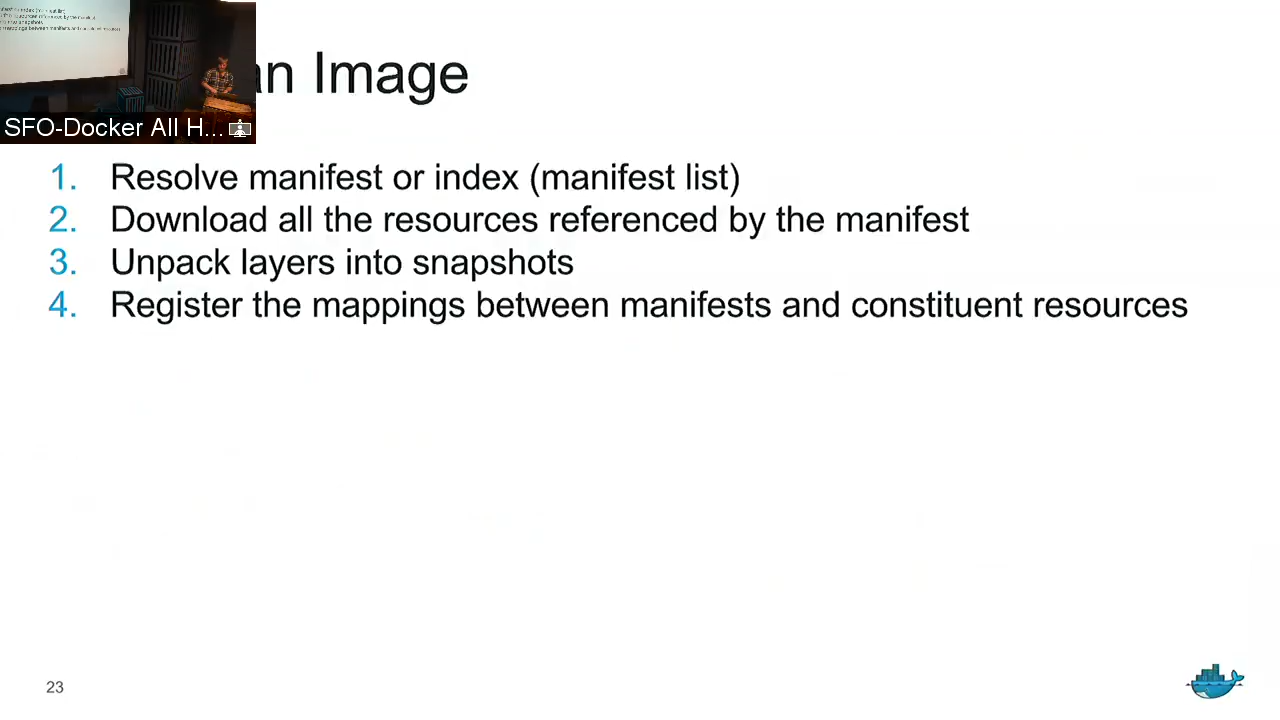 an Image
SFO-Docker All H...
1. Resolve manifest or index (manifest list)
2. Download all the resources referenced by the manifest
3. Unpack layers into snapshots
4. Register the mappings between manifests and constituent resources
23